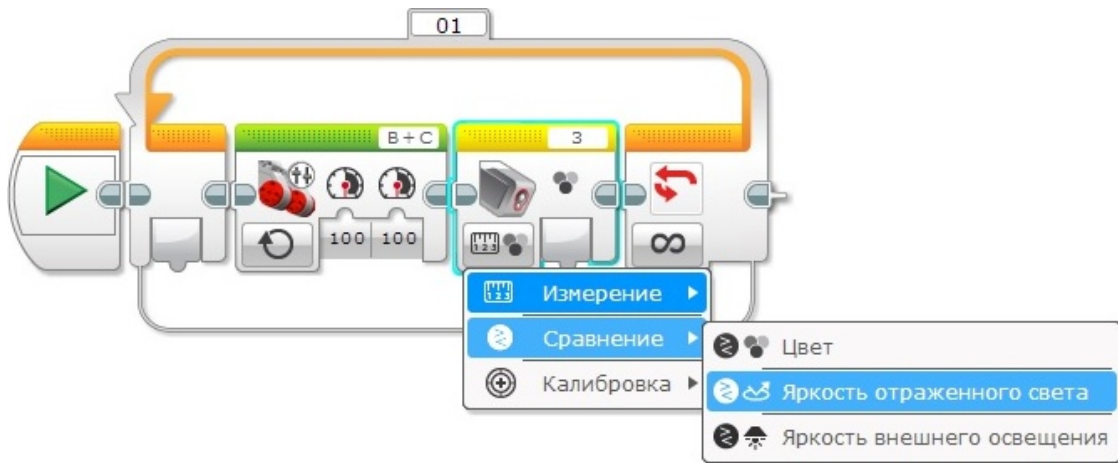 01
B + C
3
100 100
Измерение
Сравнение
Калибровка
Цвет
Яркость отраженного света
Яркость внешнего освещения